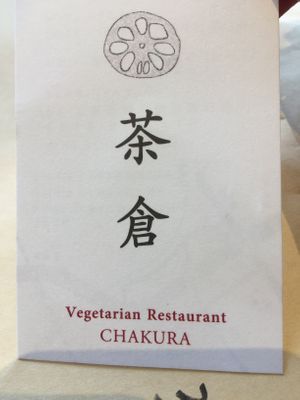 茶
倉
Vegetarian Restaurant
CHAKURA